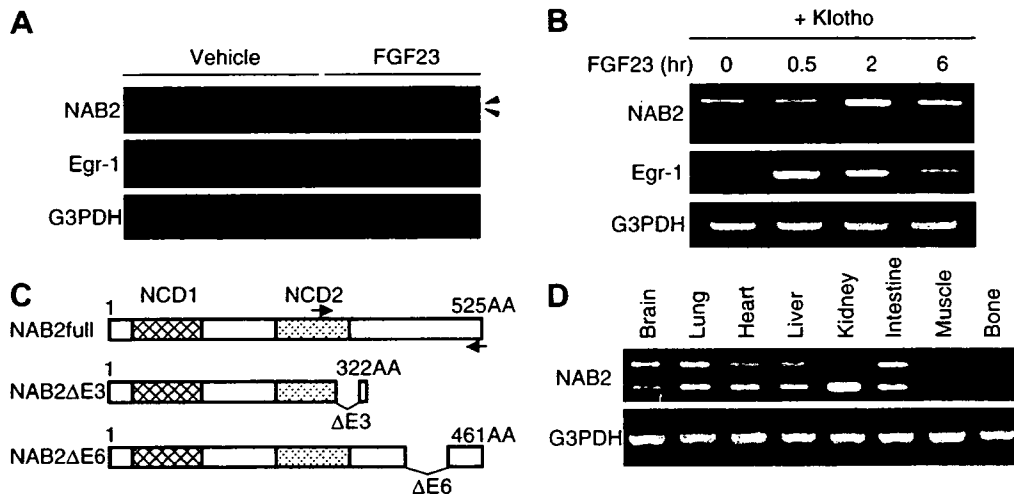 A
Vehicle FGF23
NAB2
Egr-1
G3PDH
B
+ Klotho
FGF23 (hr) 0 0.5 2 6
NAB2
Egr-1
G3PDH
C
1 NCD1 NCD2 525AA
NAB2full
1 322AA
NAB2ΔE3
ΔE3
1 461AA
NAB2ΔE6
ΔE6
D
Brain Lung Heart Liver Kidney Intestine Muscle Bone
NAB2
G3PDH